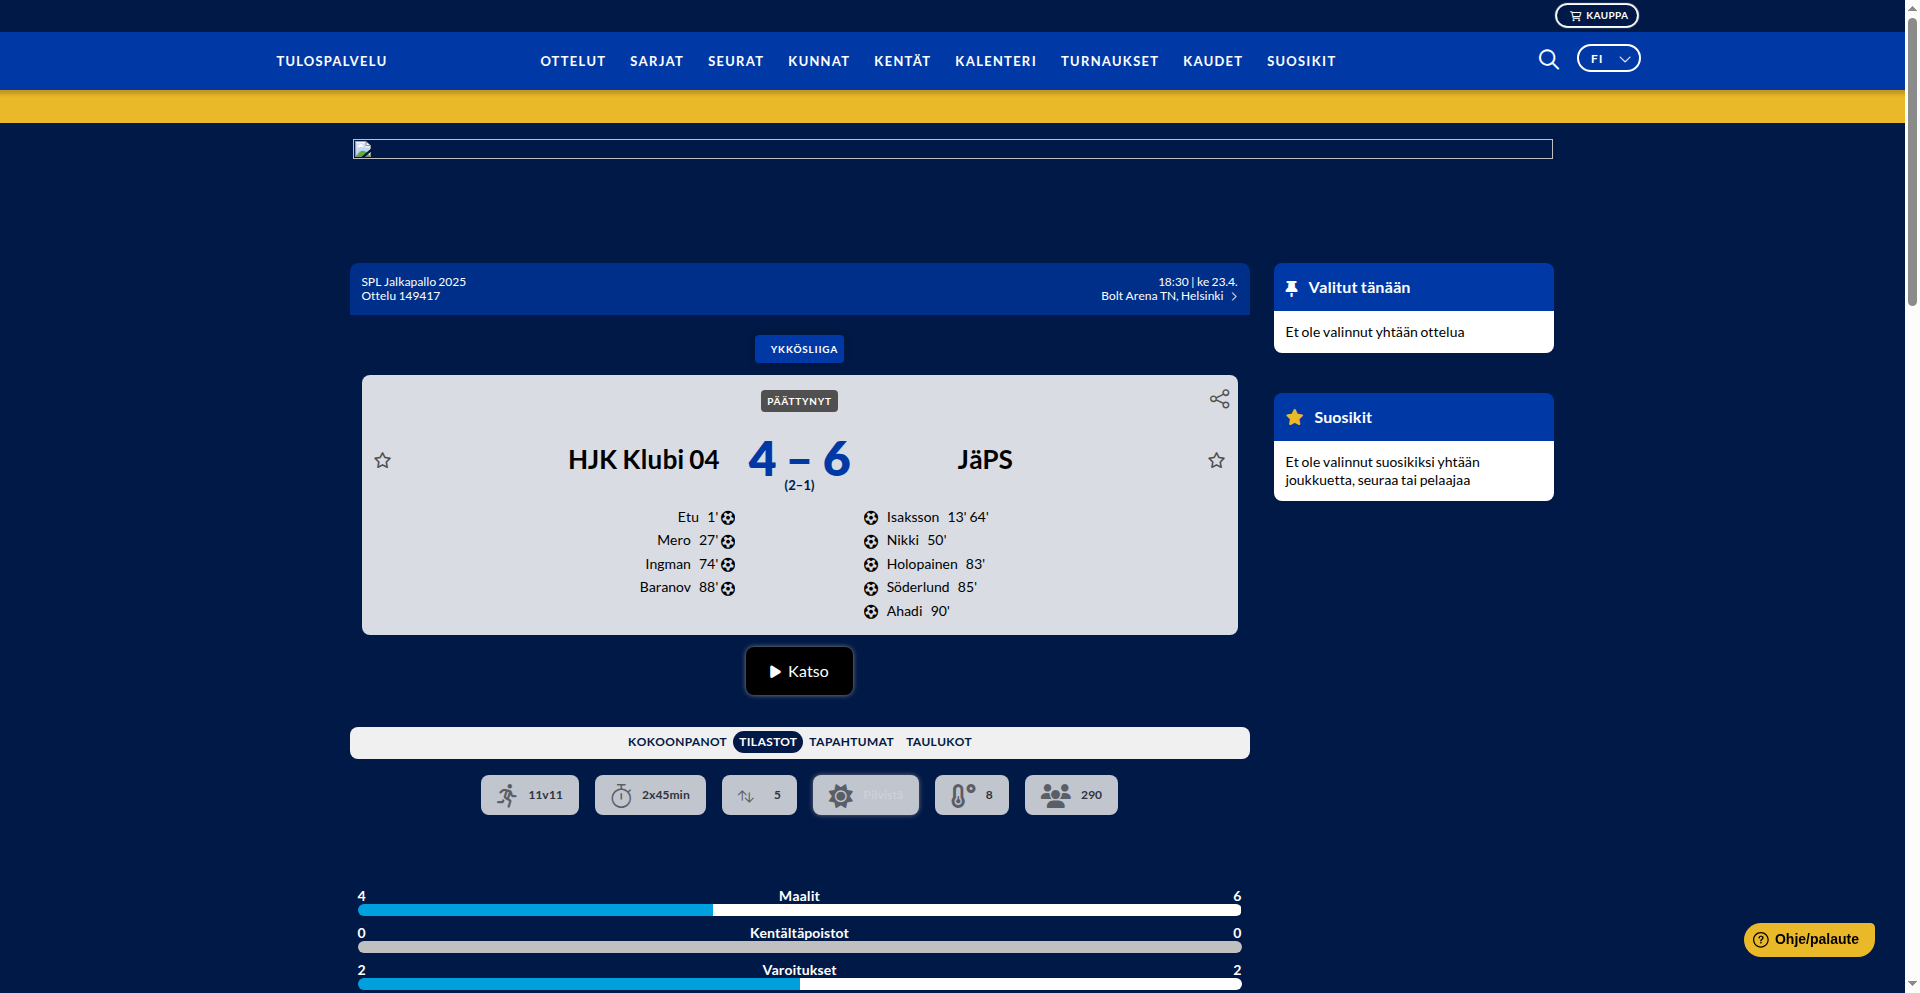 KAUPPA
TULOSPALVELU OTTELUT SARJAT SEURAT KUNNAT KENTÄT KALENTERI TURNAUKSET KAUDET SUOSIKIT FI
SPL Jalkapallo 2025
Ottelu 149417
18:30 | ke 23.4.
Bolt Arena TN, Helsinki
YKKÖSLIIGA
PÄÄTTYNYT
HJK Klubi 04 4 – 6 JäPS
(2–1)
Etu 1'
Mero 27'
Ingman 74'
Baranov 88'
Isaksson 13' 64'
Nikki 50'
Holopainen 83'
Söderlund 85'
Ahadi 90'
Katso
KOKOONPANOT TILASTOT TAPAHTUMAT TAULUKOT
11v11 2x45min 5 Pilvistä 8 290
4 Maalit 6
0 Kentältäpoistot 0
2 Varoitukset 2
Valitut tänään
Et ole valinnut yhtään ottelua
Suosikit
Et ole valinnut suosikiksi yhtään
joukkuetta, seuraa tai pelaajaa
Ohje/palaute